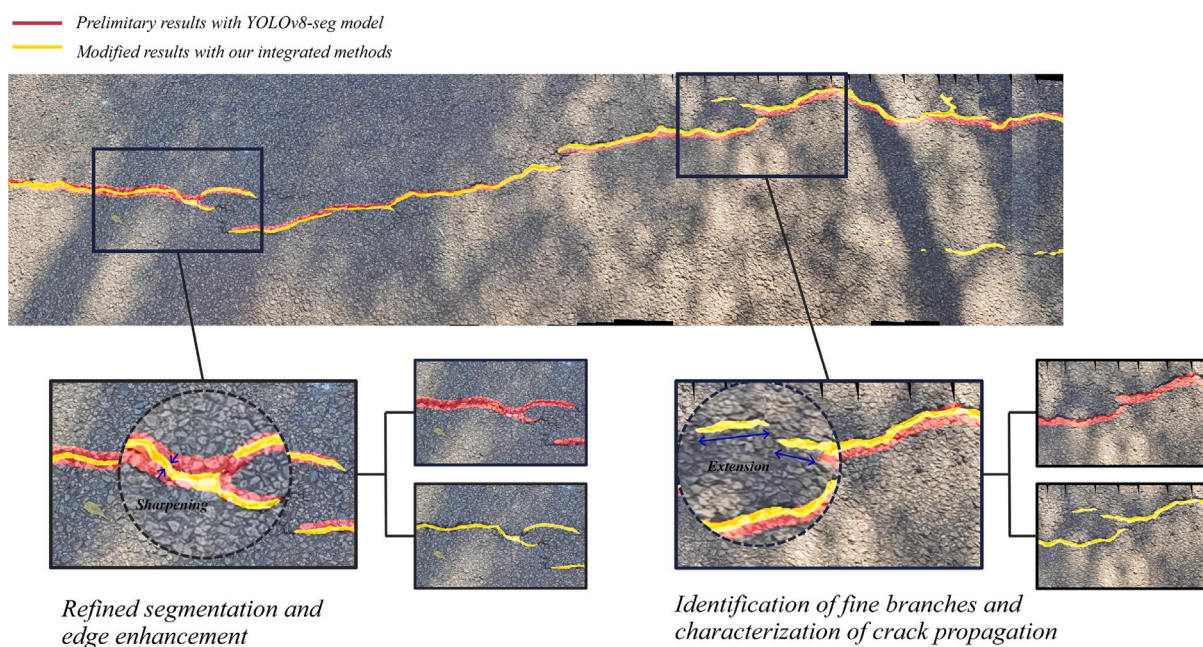 Prelimitary results with YOLOv8-seg model
Modified results with our integrated methods
Sharpening
Extension
Refined segmentation and
edge enhancement
Identification of fine branches and
characterization of crack propagation